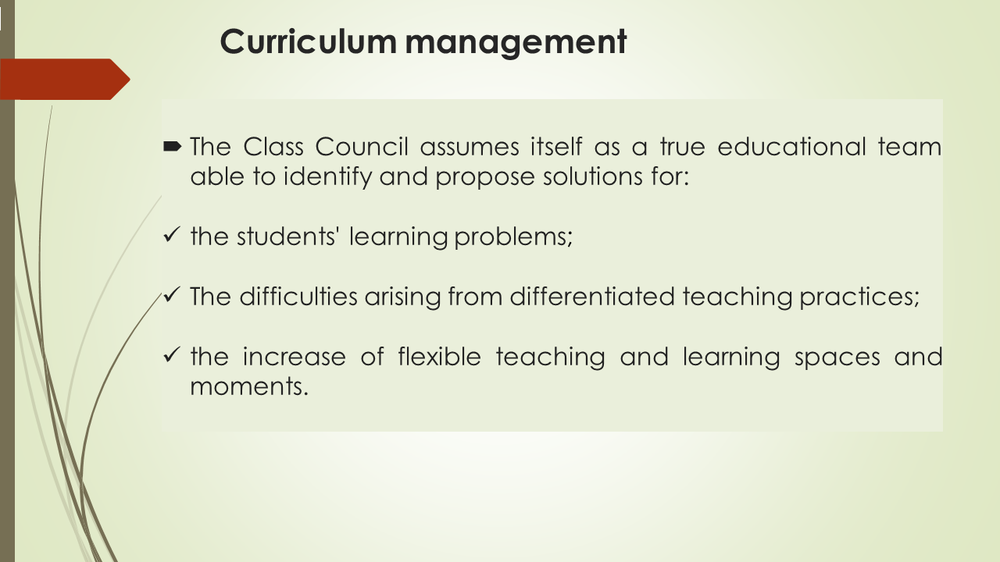 Curriculum management
The Class Council assumes itself as a true educational team
able to identify and propose solutions for:
✓ the students' learning problems;
✓ The difficulties arising from differentiated teaching practices;
✓ the increase of flexible teaching and learning spaces and
moments.